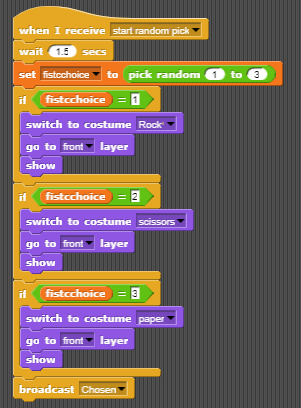 when I receive start random pick
wait 1.5 secs
set fistcchoice to pick random 1 to 3
if fistcchoice = 1
switch to costume Rock
go to front layer
show
if fistcchoice = 2
switch to costume scissors
go to front layer
show
if fistcchoice = 3
switch to costume paper
go to front layer
show
broadcast Chosen